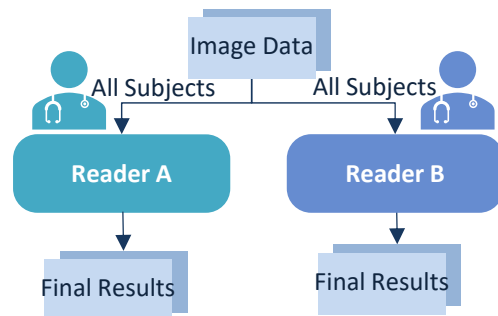 Image Data
All Subjects
All Subjects
Reader A
Reader B
Final Results
Final Results